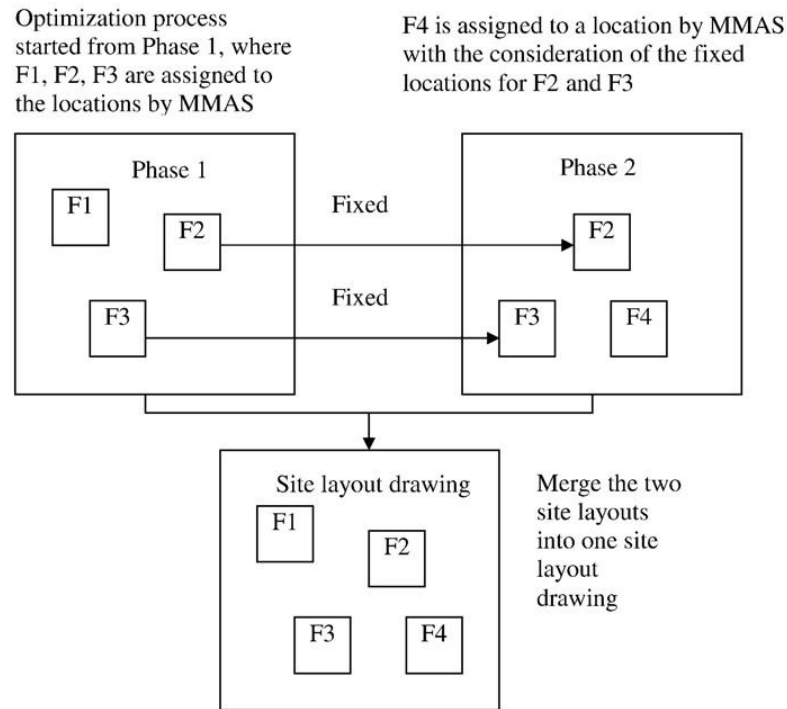 Optimization process
started from Phase 1, where
F1, F2, F3 are assigned to
the locations by MMAS
F4 is assigned to a location by MMAS
with the consideration of the fixed
locations for F2 and F3
Phase 1
F1
F2
F3
Fixed
Fixed
Phase 2
F2
F3
F4
Site layout drawing
F1
F2
F3
F4
Merge the two
site layouts
into one site
layout
drawing